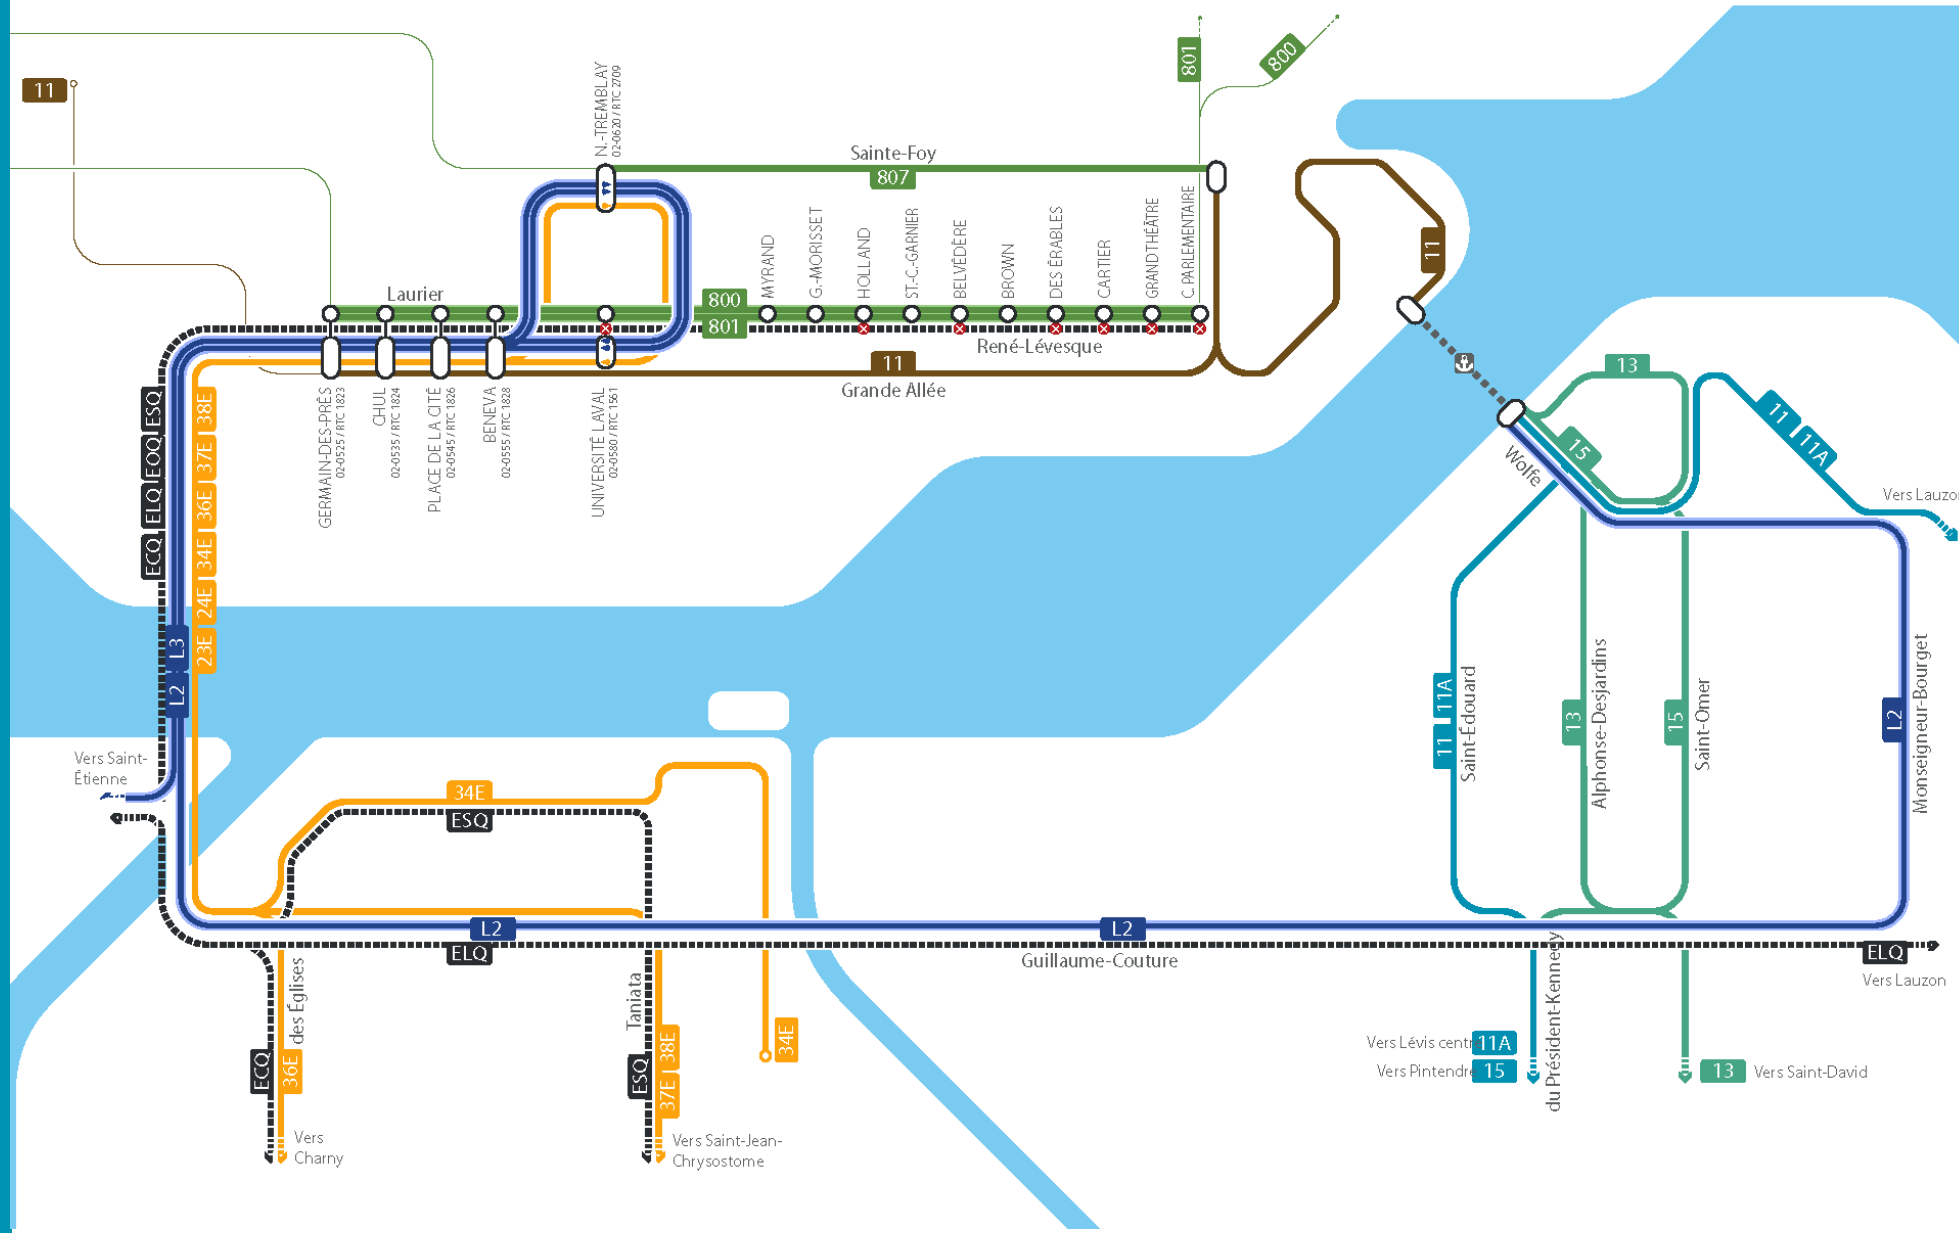 11
801
800
N.-TREMBLAY
02-0620 / RTC 2709
Sainte-Foy
807
Laurier
800
801
MYRAND
G.-MORISSET
HOLLAND
ST.-C.-GARNIER
BELVÉDÈRE
BROWN
DES ÉRABLES
CARTIER
GRAND THÉÂTRE
C. PARLEMENTAIRE
René-Lévesque
11
Grande Allée
11
GERMAIN-DES-PRÉS
02-0525 / RTC 1823
CHUL
02-0535 / RTC 1824
PLACE DE LA CITÉ
02-0545 / RTC 1826
BENEVA
02-0555 / RTC 1828
UNIVERSITÉ LAVAL
02-0580 / RTC 1561
ECQ ELQ EOQ ESQ
23E 24E 34E 36E 37E 38E
L2 L3
13
15
Wolfe
11 11A
Vers Lauzo
11 11A
Saint-Édouard
13
Alphonse-Desjardins
15
Saint-Omer
L2
Monseigneur-Bourget
Vers Saint-
Étienne
34E
ESQ
L2
ELQ
L2
Guillaume-Couture
ELQ
Vers Lauzon
des Églises
ECQ
36E
Vers
Charny
Taniata
ESQ
37E 38E
Vers Saint-Jean-
Chrysostome
34E
Vers Lévis centr
11A
Vers Pintendre
15
du Président-Kennedy
13
Vers Saint-David